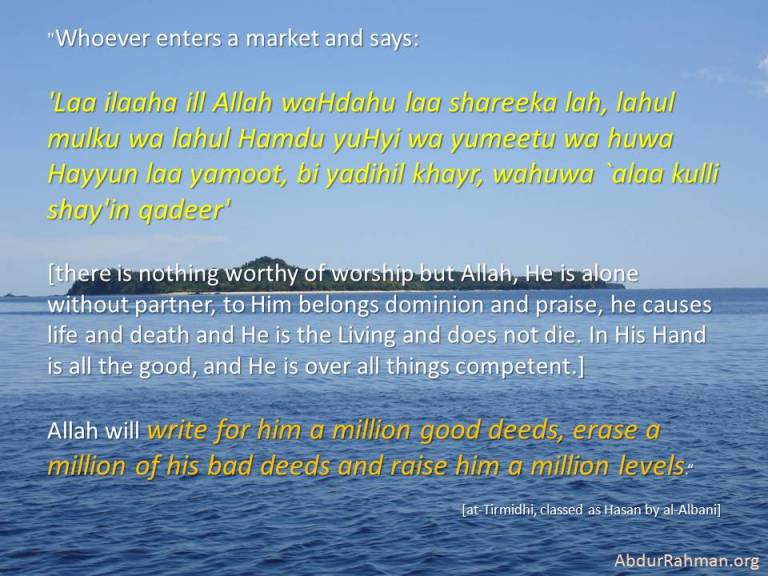 "Whoever enters a market and says:
'Laa ilaaha ill Allah waHdahu laa shareeka lah, lahul
mulku wa lahul Hamdu yuHyi wa yumeetu wa huwa
Hayyun laa yamoot, bi yadihil khayr, wahuwa `alaa kulli
shay'in qadeer'
[there is nothing worthy of worship but Allah, He is alone
without partner, to Him belongs dominion and praise, he causes
life and death and He is the Living and does not die. In His Hand
is all the good, and He is over all things competent.]
Allah will write for him a million good deeds, erase a
million of his bad deeds and raise him a million levels.“
[at-Tirmidhi, classed as Hasan by al-Albani]
AbdurRahman.org